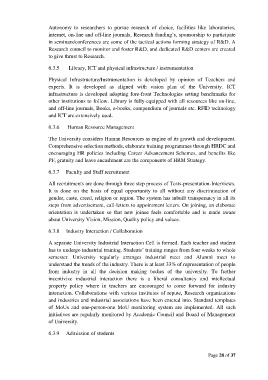 Autonomy to researchers to pursue research of choice, facilities like laboratories,
internet, on-line and off-line journals, Research funding's, sponsorship to participate
in seminars/conferences are some of the tactical actions forming strategy of R&D. A
Research council to monitor and foster R&D, and dedicated R&D centers are created
to give thrust to Research.
6.3.5 Library, ICT and physical infrastructure / instrumentation
Physical Infrastructure/Instrumentation is developed by opinion of Teachers and
experts. It is developed as aligned with vision plan of the University. ICT
infrastructure is developed adopting fore-front Technologies setting benchmarks for
other institutions to follow. Library is fully equipped with all resources like on-line,
and off-line journals, Books, e-books, compendium of journals etc. RFID technology
and ICT are extensively used.
6.3.6 Human Resource Management
The University considers Human Resources as engine of its growth and development.
Comprehensive selection methods, elaborate training programmes through HRDC and
encouraging HR policies including Career Advancement Schemes, and benefits like
PF, gratuity and leave encashment are the components of HRM Strategy.
6.3.7 Faculty and Staff recruitment
All recruitments are done through three step process of Tests-presentation-Interviews.
It is done on the basis of equal opportunity to all without any discrimination of
gender, caste, creed, religion or region. The system has inbuilt transparency in all its
steps from advertisement, call-letters to appointment letters. On joining, an elaborate
orientation is undertaken so that new joinee feels comfortable and is made aware
about University Vision, Mission, Quality policy and values.
6.3.8 Industry Interaction / Collaboration
A separate University Industrial Interaction Cell is formed. Each teacher and student
has to undergo industrial training. Students' training ranges from four weeks to whole
semester. University regularly arranges industrial meet and Alumni meet to
understand the trends of the industry. There is at least 33% of representation of people
from industry in all the decision making bodies of the university. To further
incentivise industrial interaction there is a liberal consultancy and intellectual
property policy where in teachers are encouraged to come forward for industry
interaction. Collaborations with various institutes of repute, Research organizations
and industries and industrial associations have been entered into. Standard templates
of MoUs and one-person-one MoU monitoring system are implemented. All such
initiatives are regularly monitored by Academic Council and Board of Management
of University.
6.3.9 Admission of students
Page 28 of 37